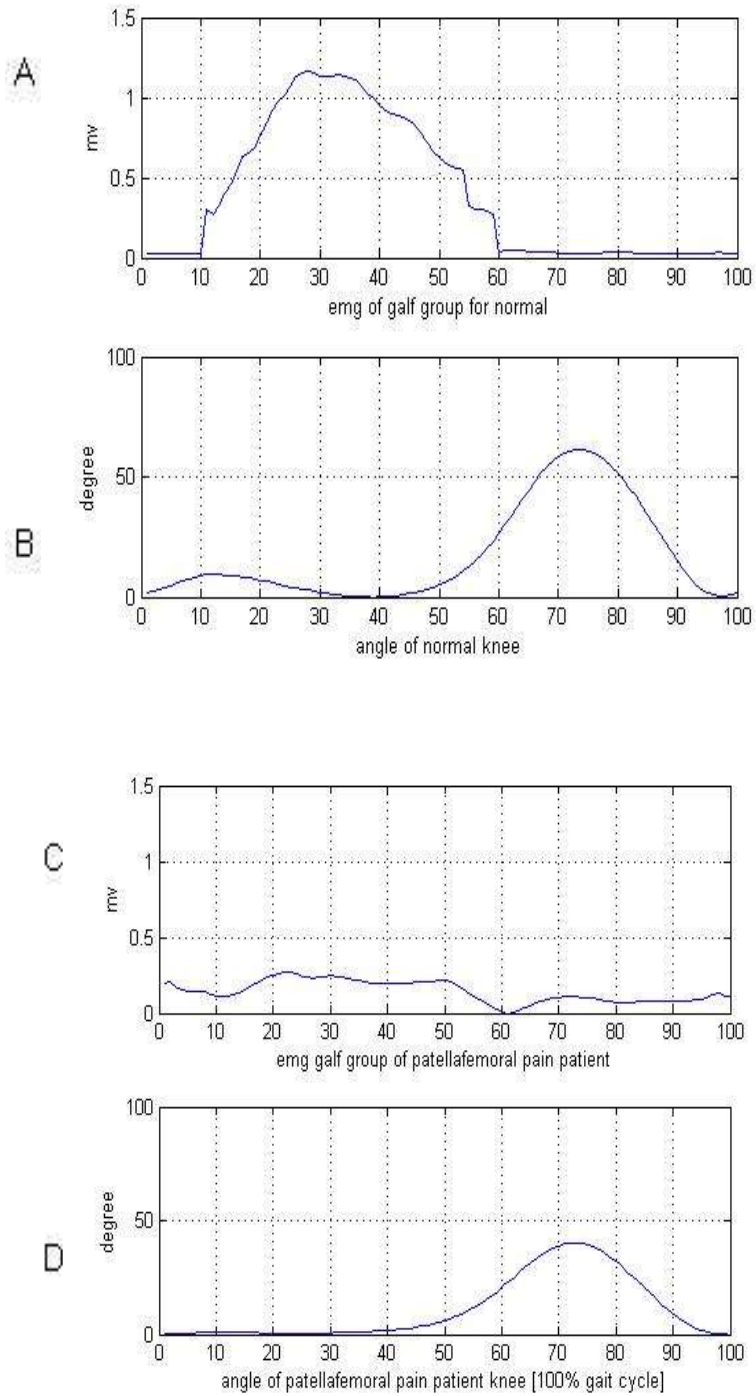 A
1.5
1
0.5
0
mv
0 10 20 30 40 50 60 70 80 90 100
emg of galf group for normal
B
100
50
0
degree
0 10 20 30 40 50 60 70 80 90 100
angle of normal knee
C
1.5
1
0.5
0
mv
0 10 20 30 40 50 60 70 80 90 100
emg galf group of patellafemoral pain patient
D
100
50
0
degree
0 10 20 30 40 50 60 70 80 90 100
angle of patellafemoral pain patient knee [100% gait cycle]